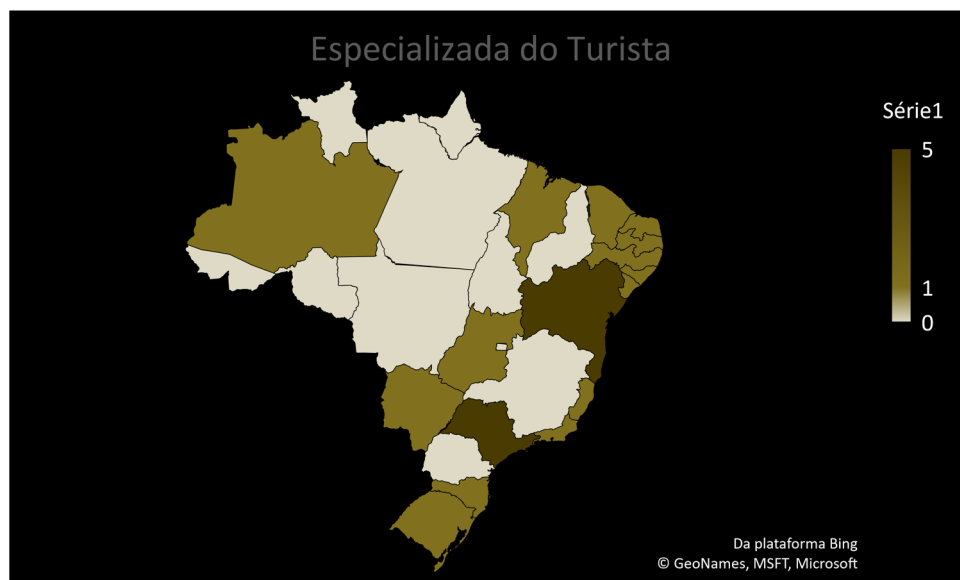 Especializada do Turista
Série1
5
1
0
Da plataforma Bing
© GeoNames, MSFT, Microsoft